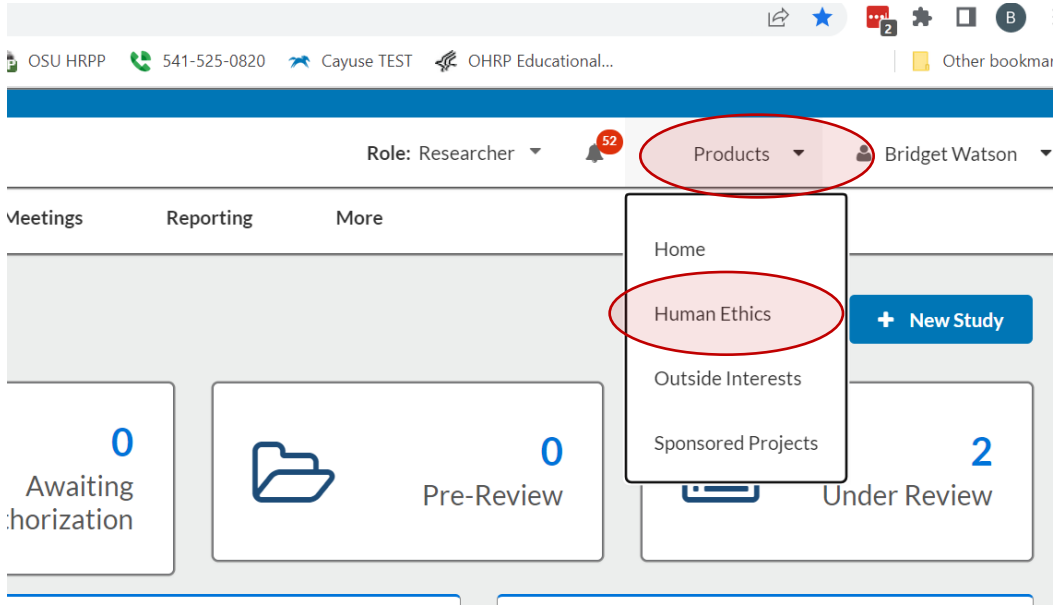 2 B
OSU HRPP 541-525-0820 Cayuse TEST OHRP Educational... Other bookmar
Role: Researcher 52 Products Bridget Watson
Meetings Reporting More
Home
Human Ethics
+ New Study
Outside Interests
Sponsored Projects
0
Awaiting
thorization
0
Pre-Review
2
Under Review